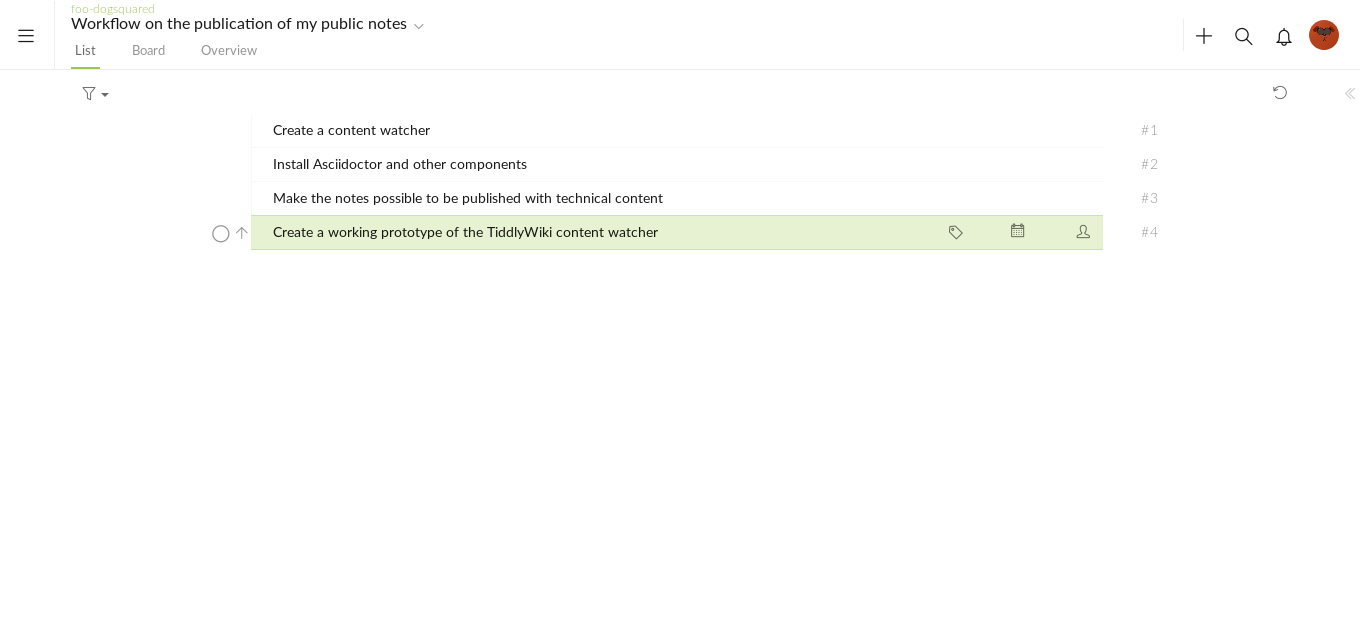 foo-dogsquared
Workflow on the publication of my public notes
List Board Overview
Create a content watcher #1
Install Asciidoctor and other components #2
Make the notes possible to be published with technical content #3
Create a working prototype of the TiddlyWiki content watcher #4